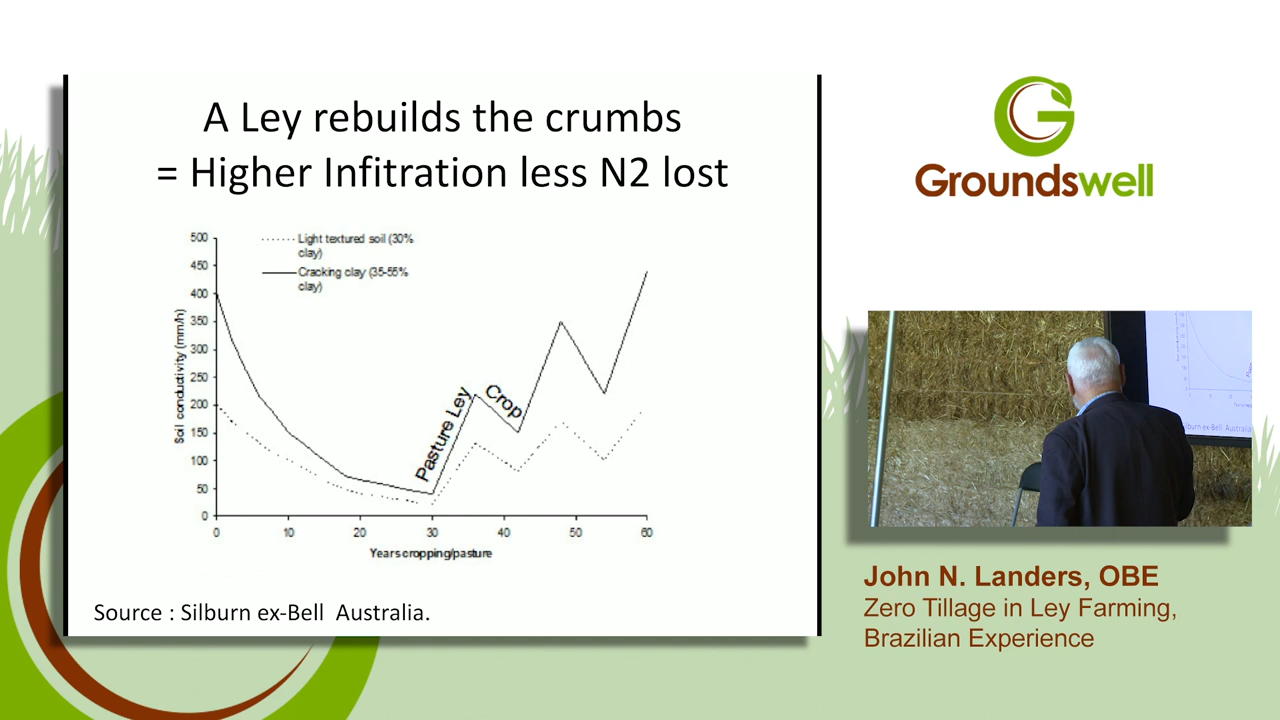 A Ley rebuilds the crumbs
= Higher Infitration less N2 lost
500
450
400
350
300
250
200
150
100
50
0
Soil conductivity (mm/h)
Light textured soil (30%
clay)
Cracking clay (35-55%
clay)
Pasture Ley
Crop
0 10 20 30 40 50 60
Years cropping/pasture
Source : Silburn ex-Bell Australia.
Groundswell
John N. Landers, OBE
Zero Tillage in Ley Farming,
Brazilian Experience